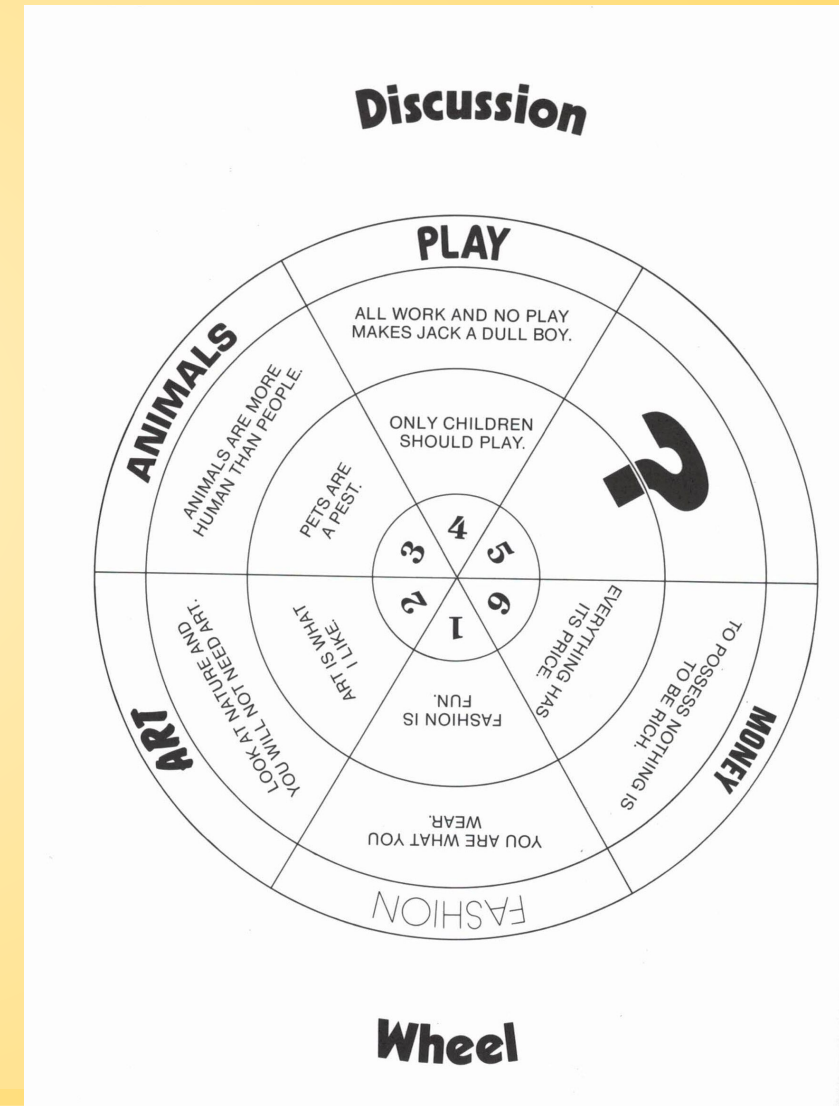 Discussion
PLAY
ALL WORK AND NO PLAY
MAKES JACK A DULL BOY.
ONLY CHILDREN
SHOULD PLAY.
4
?
5
MONEY
TO POSSESS NOTHING IS
TO BE RICH.
EVERYTHING HAS
ITS PRICE.
6
FASHION
YOU ARE WHAT YOU
WEAR.
FASHION IS
FUN.
1
ART
LOOK AT NATURE AND
YOU WILL NOT NEED ART.
ART IS WHAT
I LIKE.
2
ANIMALS
ANIMALS ARE MORE
HUMAN THAN PEOPLE.
PETS ARE
A PEST.
3
Wheel